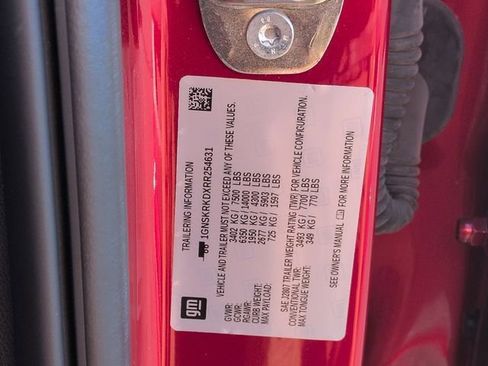 TRAILERING INFORMATION
1GNSKRKDXRR254631
VEHICLE AND TRAILER MUST NOT EXCEED ANY OF THESE VALUES.
GVWR: 3402 KG / 7500 LBS
GCWR: 6350 KG / 14000 LBS
RGAWR: 1950 KG / 4300 LBS
CURB WEIGHT: 2677 KG / 5903 LBS
MAX PAYLOAD: 725 KG / 1597 LBS
SAE J2807 TRAILER WEIGHT RATING (TWR) FOR VEHICLE CONFIGURATION.
CONVENTIONAL TWR: 3493 KG / 7700 LBS
MAX TONGUE WEIGHT: 349 KG / 770 LBS
SEE OWNER'S MANUAL FOR MORE INFORMATION
gm